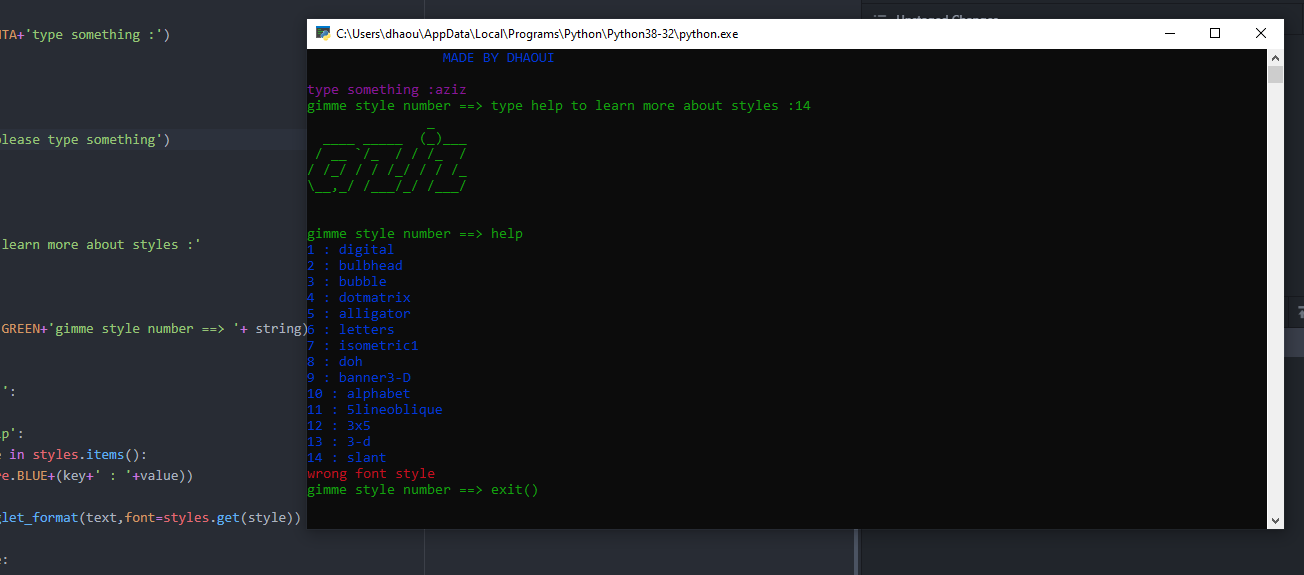 NTA+'type something :')
please type something')
learn more about styles :'
GREEN+'gimme style number ==> '+ string)
':
lp':
e in styles.items():
re.BLUE+(key+' : '+value))
glet_format(text,font=styles.get(style))
e:
C:\Users\dhaou\AppData\Local\Programs\Python\Python38-32\python.exe
MADE BY DHAOUI
type something :aziz
gimme style number ==> type help to learn more about styles :14
                _
  ____ _____  (_)___
 / __ `/_  / / /_  /
/ /_/ / / /_/ / / /_
\__,_/ /___/_/ /___/
gimme style number ==> help
1 : digital
2 : bulbhead
3 : bubble
4 : dotmatrix
5 : alligator
6 : letters
7 : isometric1
8 : doh
9 : banner3-D
10 : alphabet
11 : 5lineoblique
12 : 3x5
13 : 3-d
14 : slant
wrong font style
gimme style number ==> exit()
Unstaged Changes